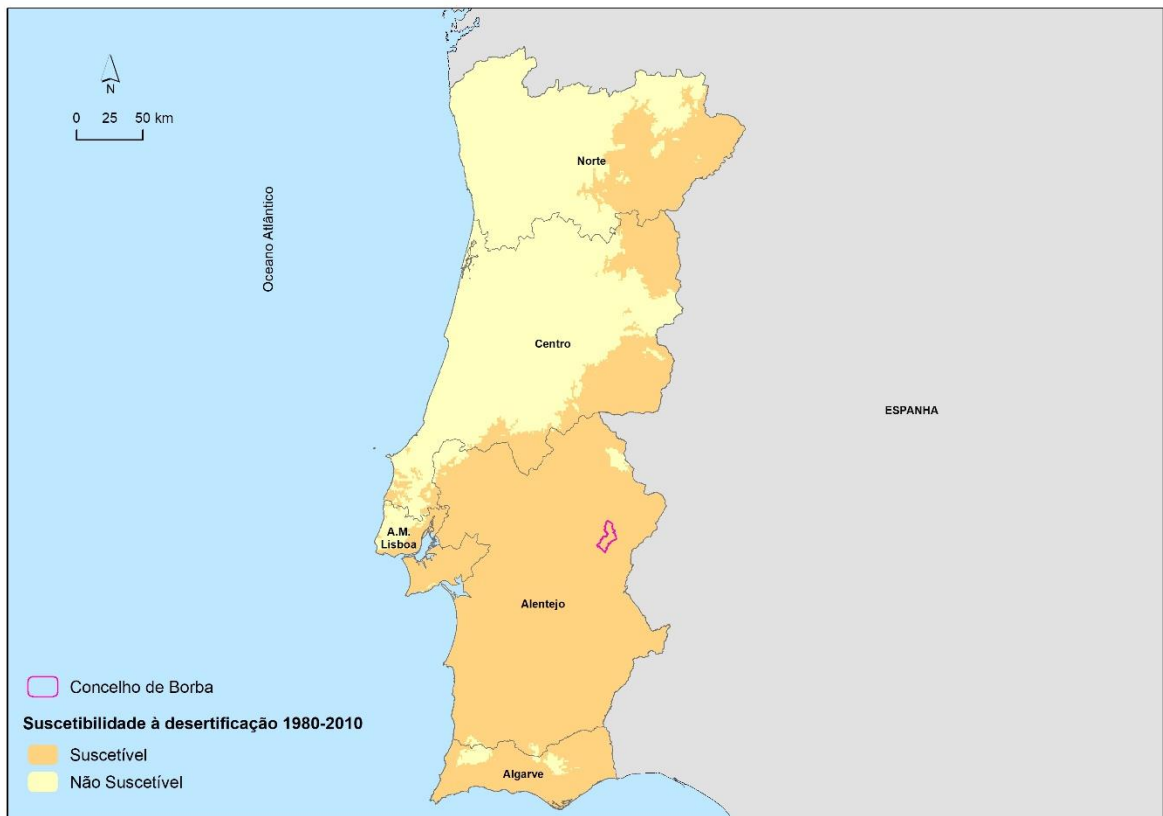 N
0 25 50 km
Oceano Atlântico
Norte
Centro
ESPANHA
A.M.
Lisboa
Alentejo
Algarve
Concelho de Borba
Suscetibilidade à desertificação 1980-2010
Suscetível
Não Suscetível